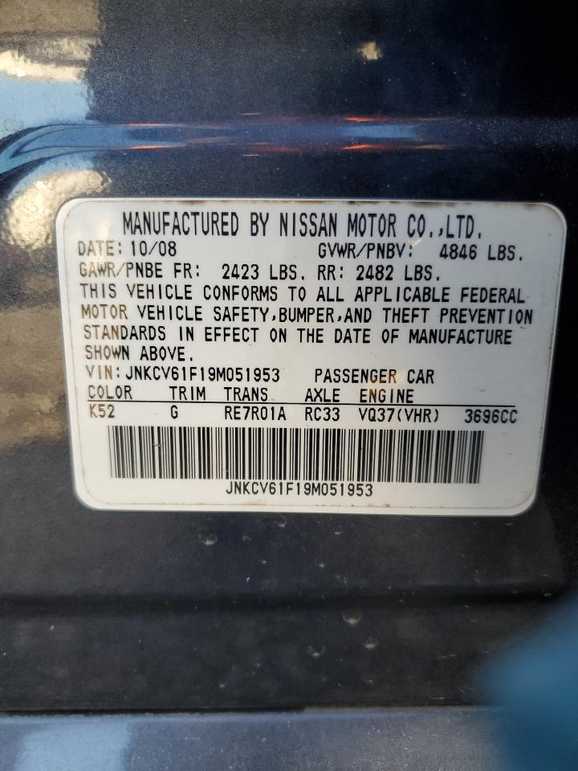 MANUFACTURED BY NISSAN MOTOR CO.,LTD.
DATE: 10/08 GVWR/PNBV: 4846 LBS.
GAWR/PNBE FR: 2423 LBS. RR: 2482 LBS.
THIS VEHICLE CONFORMS TO ALL APPLICABLE FEDERAL
MOTOR VEHICLE SAFETY,BUMPER,AND THEFT PREVENTION
STANDARDS IN EFFECT ON THE DATE OF MANUFACTURE
SHOWN ABOVE.
VIN: JNKCV61F19M051953 PASSENGER CAR
COLOR TRIM TRANS AXLE ENGINE
K52 G RE7R01A RC33 VQ37(VHR) 3696CC
JNKCV61F19M051953